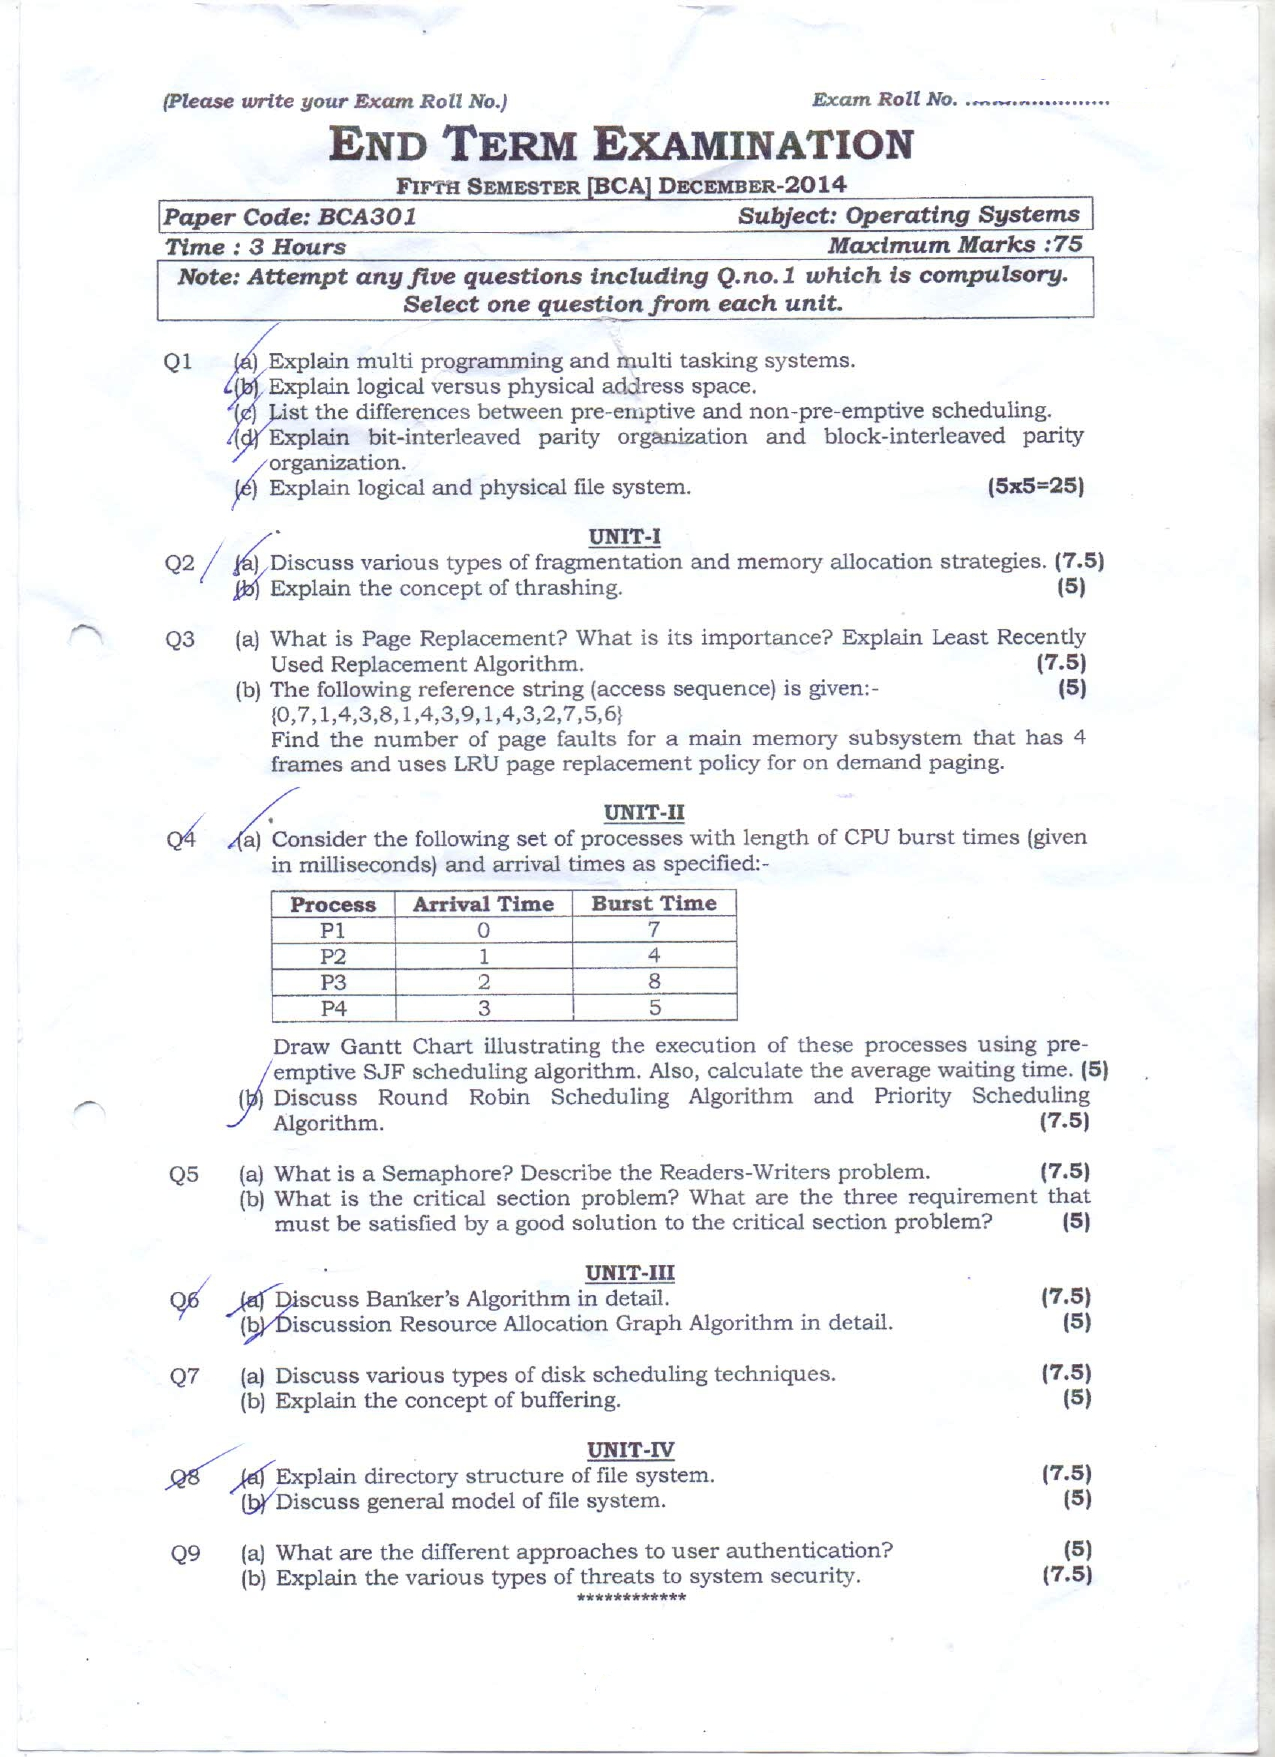 (Please write your Exam Roll No.) Exam Roll No. ........................
END TERM EXAMINATION
FIFTH SEMESTER [BCA] DECEMBER-2014
Paper Code: BCA301 Subject: Operating Systems
Time : 3 Hours Maximum Marks :75
Note: Attempt any five questions including Q.no.1 which is compulsory.
Select one question from each unit.
Q1 (a) Explain multi programming and multi tasking systems.
(b) Explain logical versus physical address space.
(c) List the differences between pre-emptive and non-pre-emptive scheduling.
(d) Explain bit-interleaved parity organization and block-interleaved parity
organization.
(e) Explain logical and physical file system. (5x5=25)
UNIT-I
Q2 (a) Discuss various types of fragmentation and memory allocation strategies. (7.5)
(b) Explain the concept of thrashing. (5)
Q3 (a) What is Page Replacement? What is its importance? Explain Least Recently
Used Replacement Algorithm. (7.5)
(b) The following reference string (access sequence) is given:- (5)
{0,7,1,4,3,8,1,4,3,9,1,4,3,2,7,5,6}
Find the number of page faults for a main memory subsystem that has 4
frames and uses LRU page replacement policy for on demand paging.
UNIT-II
Q4 (a) Consider the following set of processes with length of CPU burst times (given
in milliseconds) and arrival times as specified:-
Process Arrival Time Burst Time
P1 0 7
P2 1 4
P3 2 8
P4 3 5
Draw Gantt Chart illustrating the execution of these processes using pre-
emptive SJF scheduling algorithm. Also, calculate the average waiting time. (5)
(b) Discuss Round Robin Scheduling Algorithm and Priority Scheduling
Algorithm. (7.5)
Q5 (a) What is a Semaphore? Describe the Readers-Writers problem. (7.5)
(b) What is the critical section problem? What are the three requirement that
must be satisfied by a good solution to the critical section problem? (5)
UNIT-III
Q6 (a) Discuss Banker's Algorithm in detail. (7.5)
(b) Discussion Resource Allocation Graph Algorithm in detail. (5)
Q7 (a) Discuss various types of disk scheduling techniques. (7.5)
(b) Explain the concept of buffering. (5)
UNIT-IV
Q8 (a) Explain directory structure of file system. (7.5)
(b) Discuss general model of file system. (5)
Q9 (a) What are the different approaches to user authentication? (5)
(b) Explain the various types of threats to system security. (7.5)
************